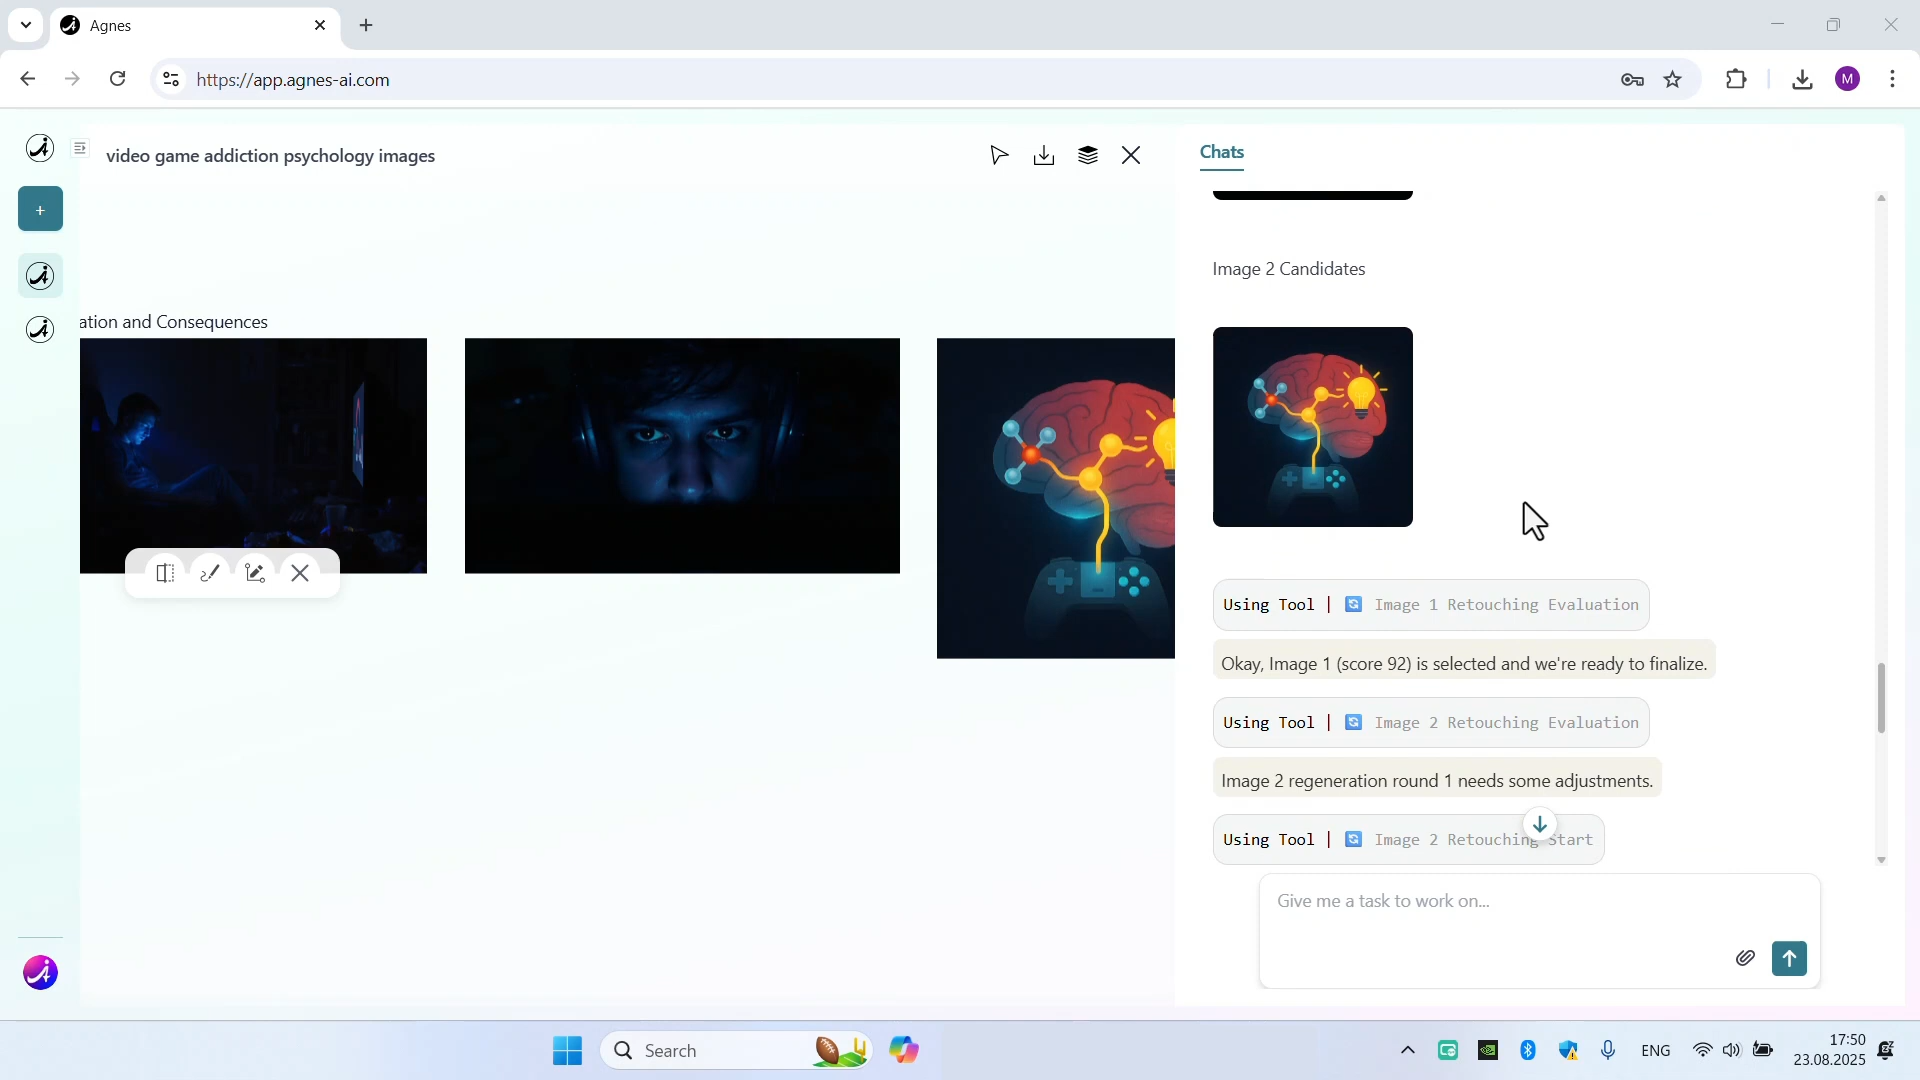 Agnes
https://app.agnes-ai.com
M
video game addiction psychology images
Chats
Image 2 Candidates
ation and Consequences
Using Tool | Image 1 Retouching Evaluation
Okay, Image 1 (score 92) is selected and we're ready to finalize.
Using Tool | Image 2 Retouching Evaluation
Image 2 regeneration round 1 needs some adjustments.
Using Tool | Image 2 Retouching Start
Give me a task to work on...
Search
ENG
17:50
23.08.2025